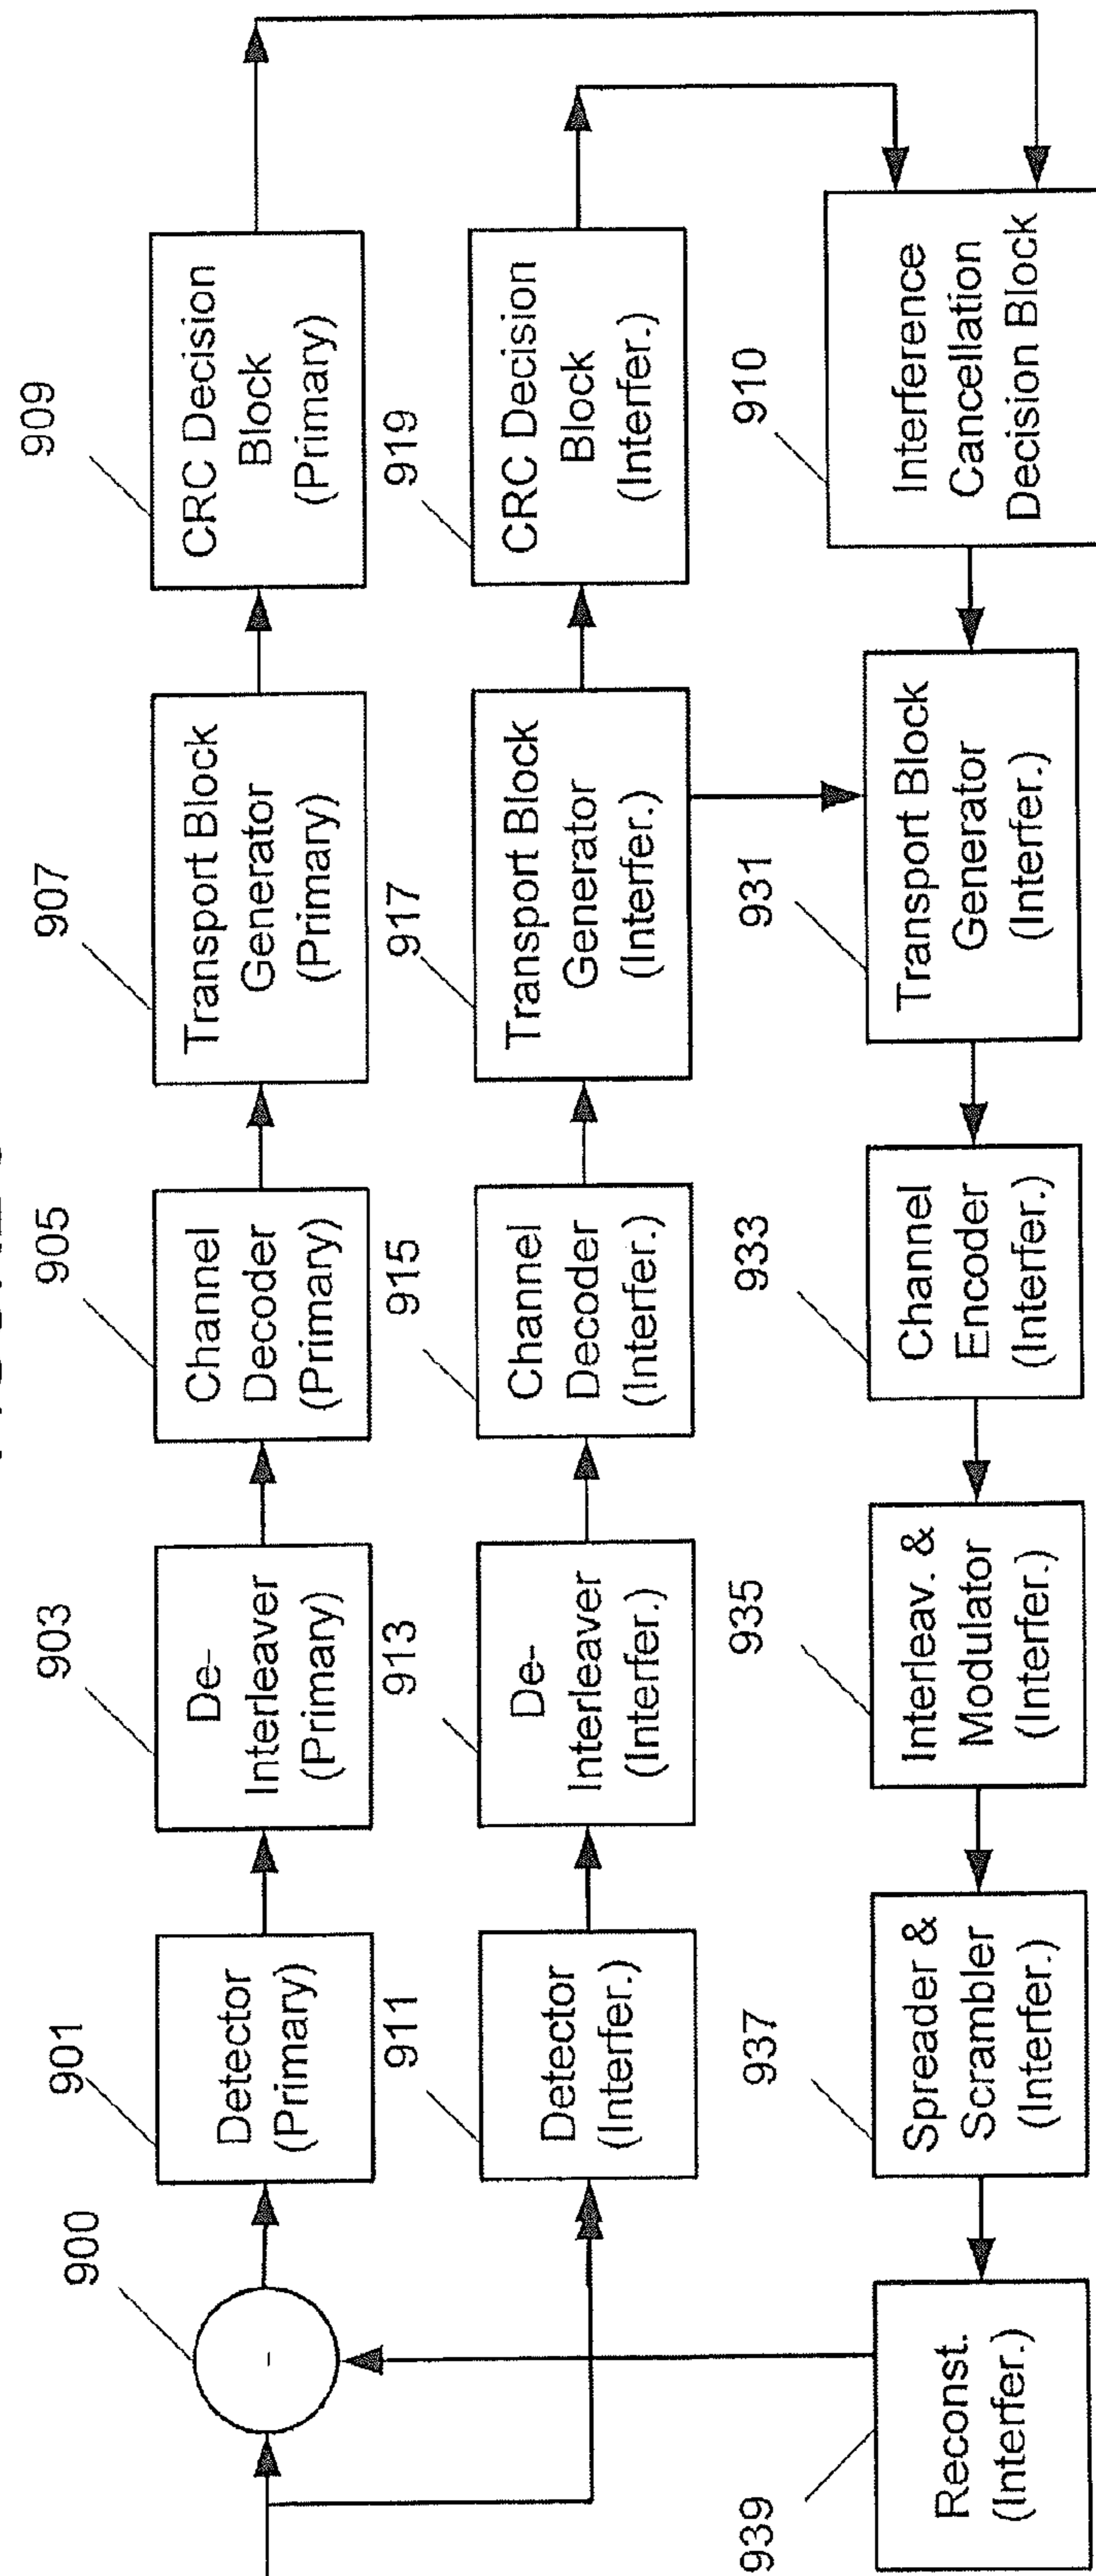 900
901
Detector
(Primary)
903
De-
Interleaver
(Primary)
905
Channel
Decoder
(Primary)
907
Transport Block
Generator
(Primary)
909
CRC Decision
Block
(Primary)
-
911
Detector
(Interfer.)
913
De-
Interleaver
(Interfer.)
915
Channel
Decoder
(Interfer.)
917
Transport Block
Generator
(Interfer.)
919
CRC Decision
Block
(Interfer.)
939
Reconst.
(Interfer.)
937
Spreader &
Scrambler
(Interfer.)
935
Interleav. &
Modulator
(Interfer.)
933
Channel
Encoder
(Interfer.)
931
Transport Block
Generator
(Interfer.)
910
Interference
Cancellation
Decision Block